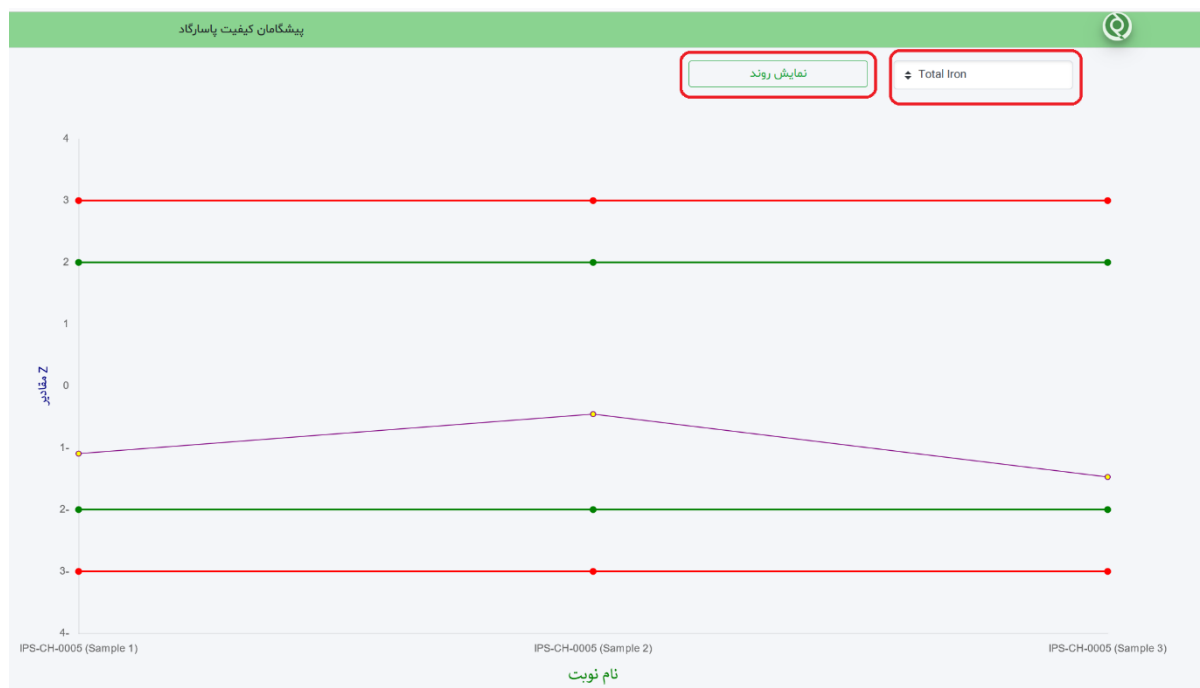 پیشگامان کیفیت پاسارگاد
Total Iron
نمایش روند
4
3
2
1
0
1-
2-
3-
4-
مقادیر Z
IPS-CH-0005 (Sample 1)
IPS-CH-0005 (Sample 2)
IPS-CH-0005 (Sample 3)
نام نوبت